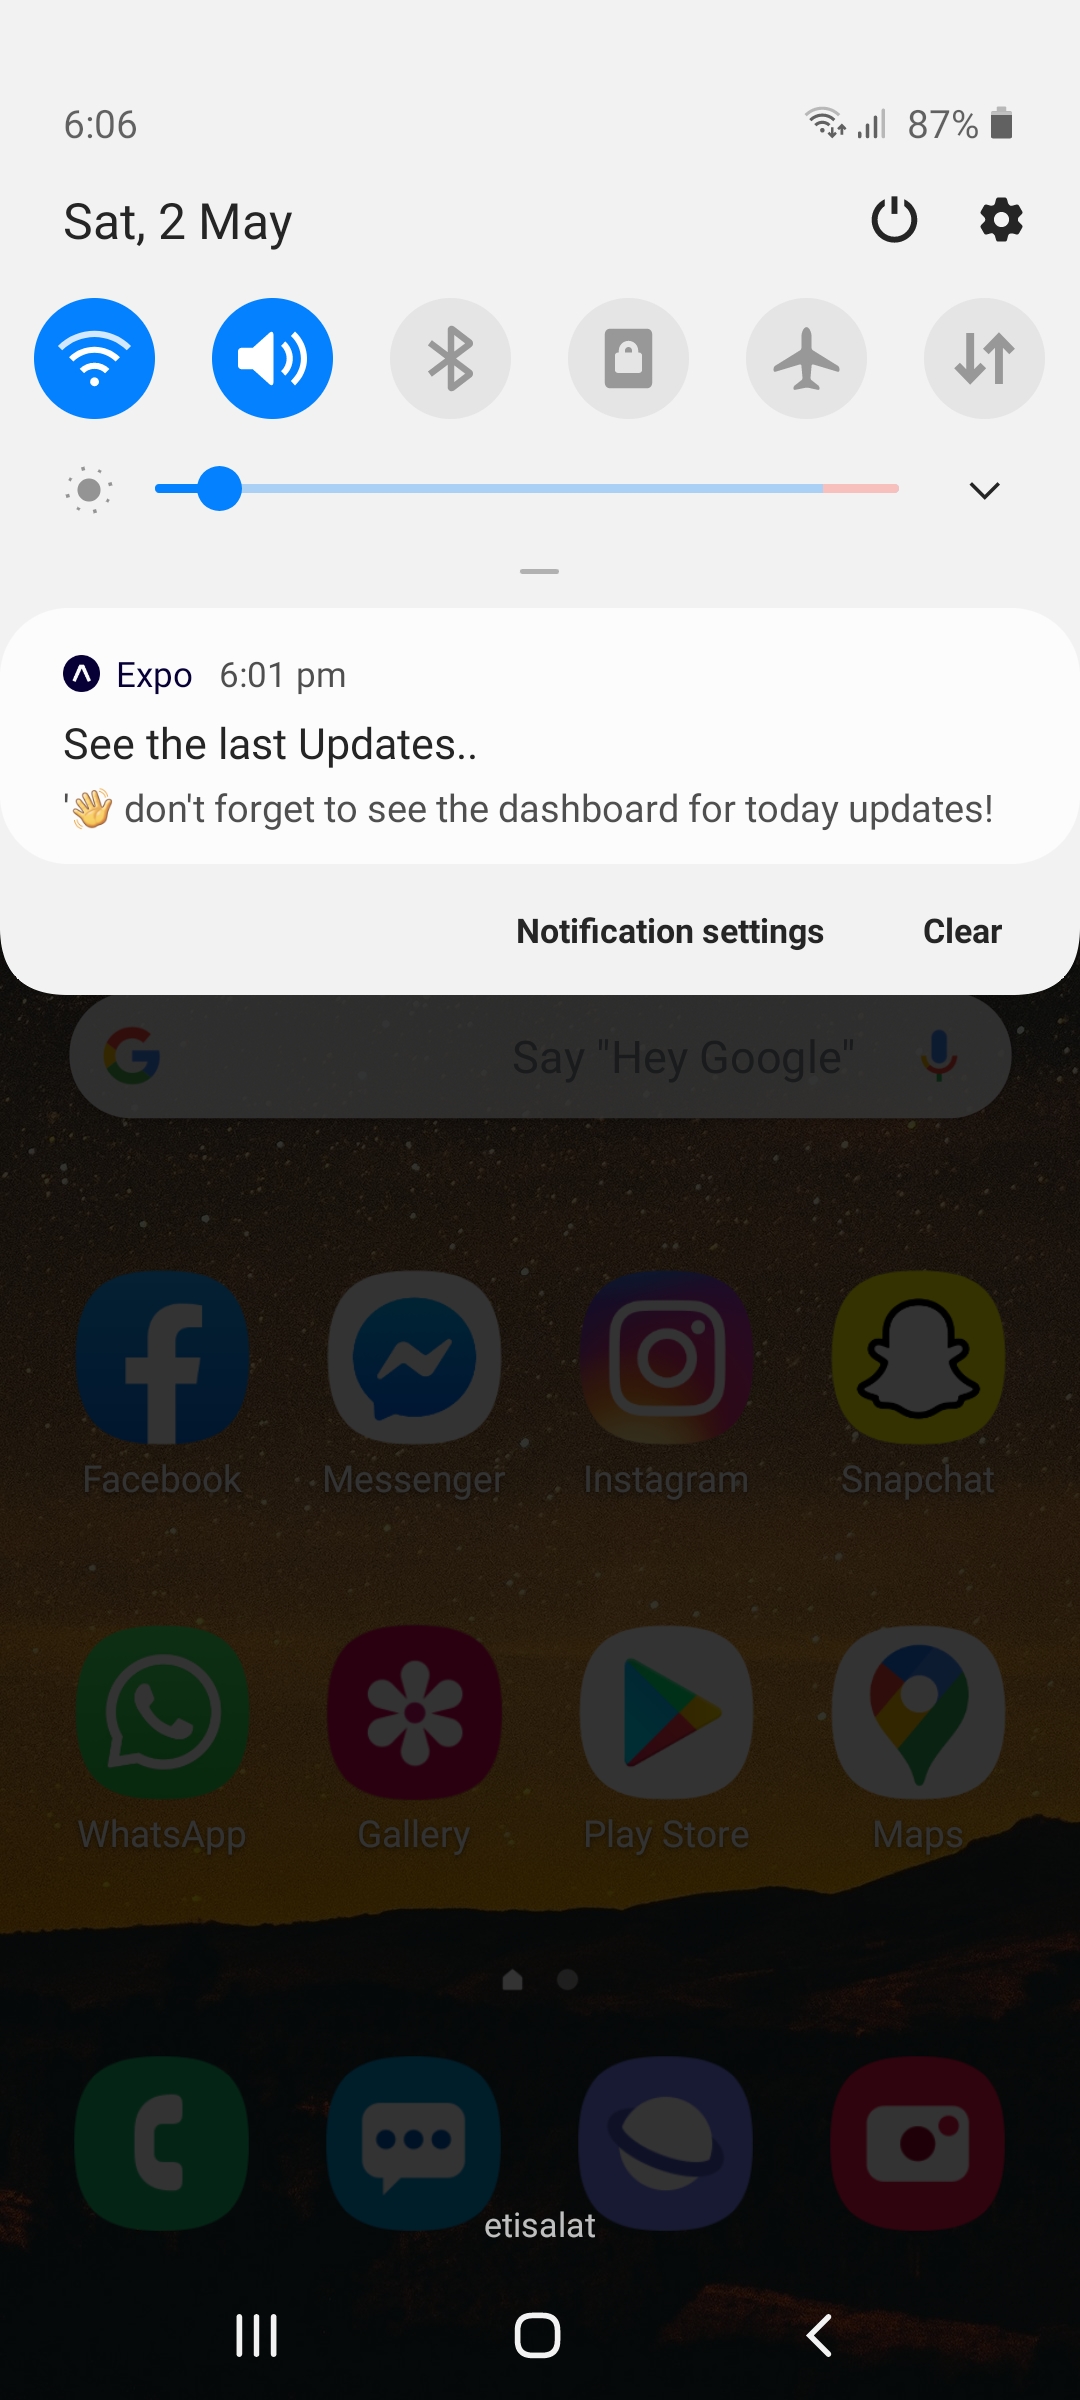 6:06 87%
Sat, 2 May
Expo 6:01 pm
See the last Updates..
'👋 don't forget to see the dashboard for today updates!
Notification settings Clear
Say "Hey Google"
Facebook Messenger Instagram Snapchat
WhatsApp Gallery Play Store Maps
etisalat